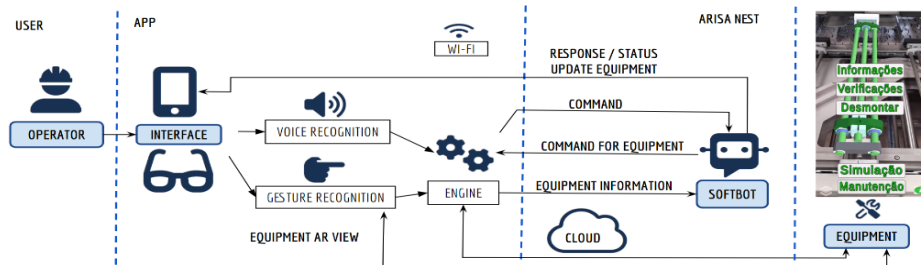 USER
APP
ARISA NEST
WI-FI
RESPONSE / STATUS
UPDATE EQUIPMENT
Informações
Verificações
Desmontar
COMMAND
OPERATOR
INTERFACE
VOICE RECOGNITION
COMMAND FOR EQUIPMENT
Simulação
Manutenção
GESTURE RECOGNITION
ENGINE
EQUIPMENT INFORMATION
SOFTBOT
EQUIPMENT AR VIEW
CLOUD
EQUIPMENT